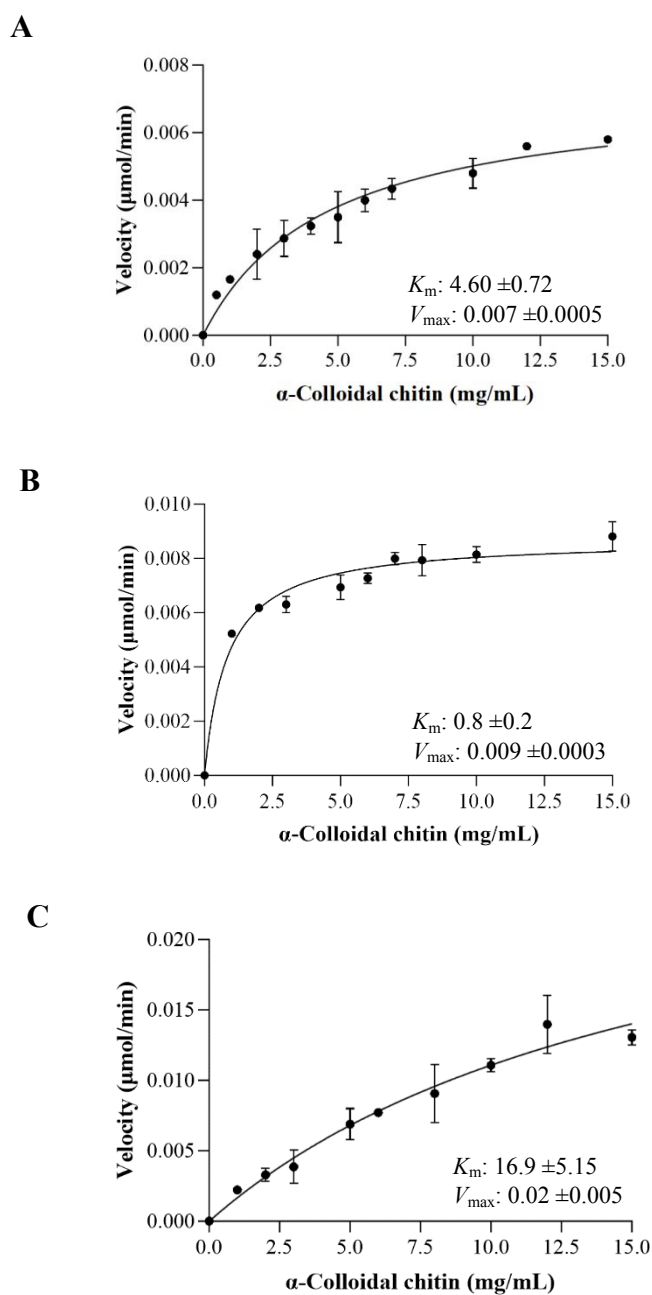 A
0.008
0.006
0.004
0.002
0.000
Velocity (µmol/min)
Km: 4.60 ±0.72
Vmax: 0.007 ±0.0005
0.0 2.5 5.0 7.5 10.0 12.5 15.0
α-Colloidal chitin (mg/mL)
B
0.010
0.008
0.006
0.004
0.002
0.000
Velocity (µmol/min)
Km: 0.8 ±0.2
Vmax: 0.009 ±0.0003
0.0 2.5 5.0 7.5 10.0 12.5 15.0
α-Colloidal chitin (mg/mL)
C
0.020
0.015
0.010
0.005
0.000
Velocity (µmol/min)
Km: 16.9 ±5.15
Vmax: 0.02 ±0.005
0.0 2.5 5.0 7.5 10.0 12.5 15.0
α-Colloidal chitin (mg/mL)